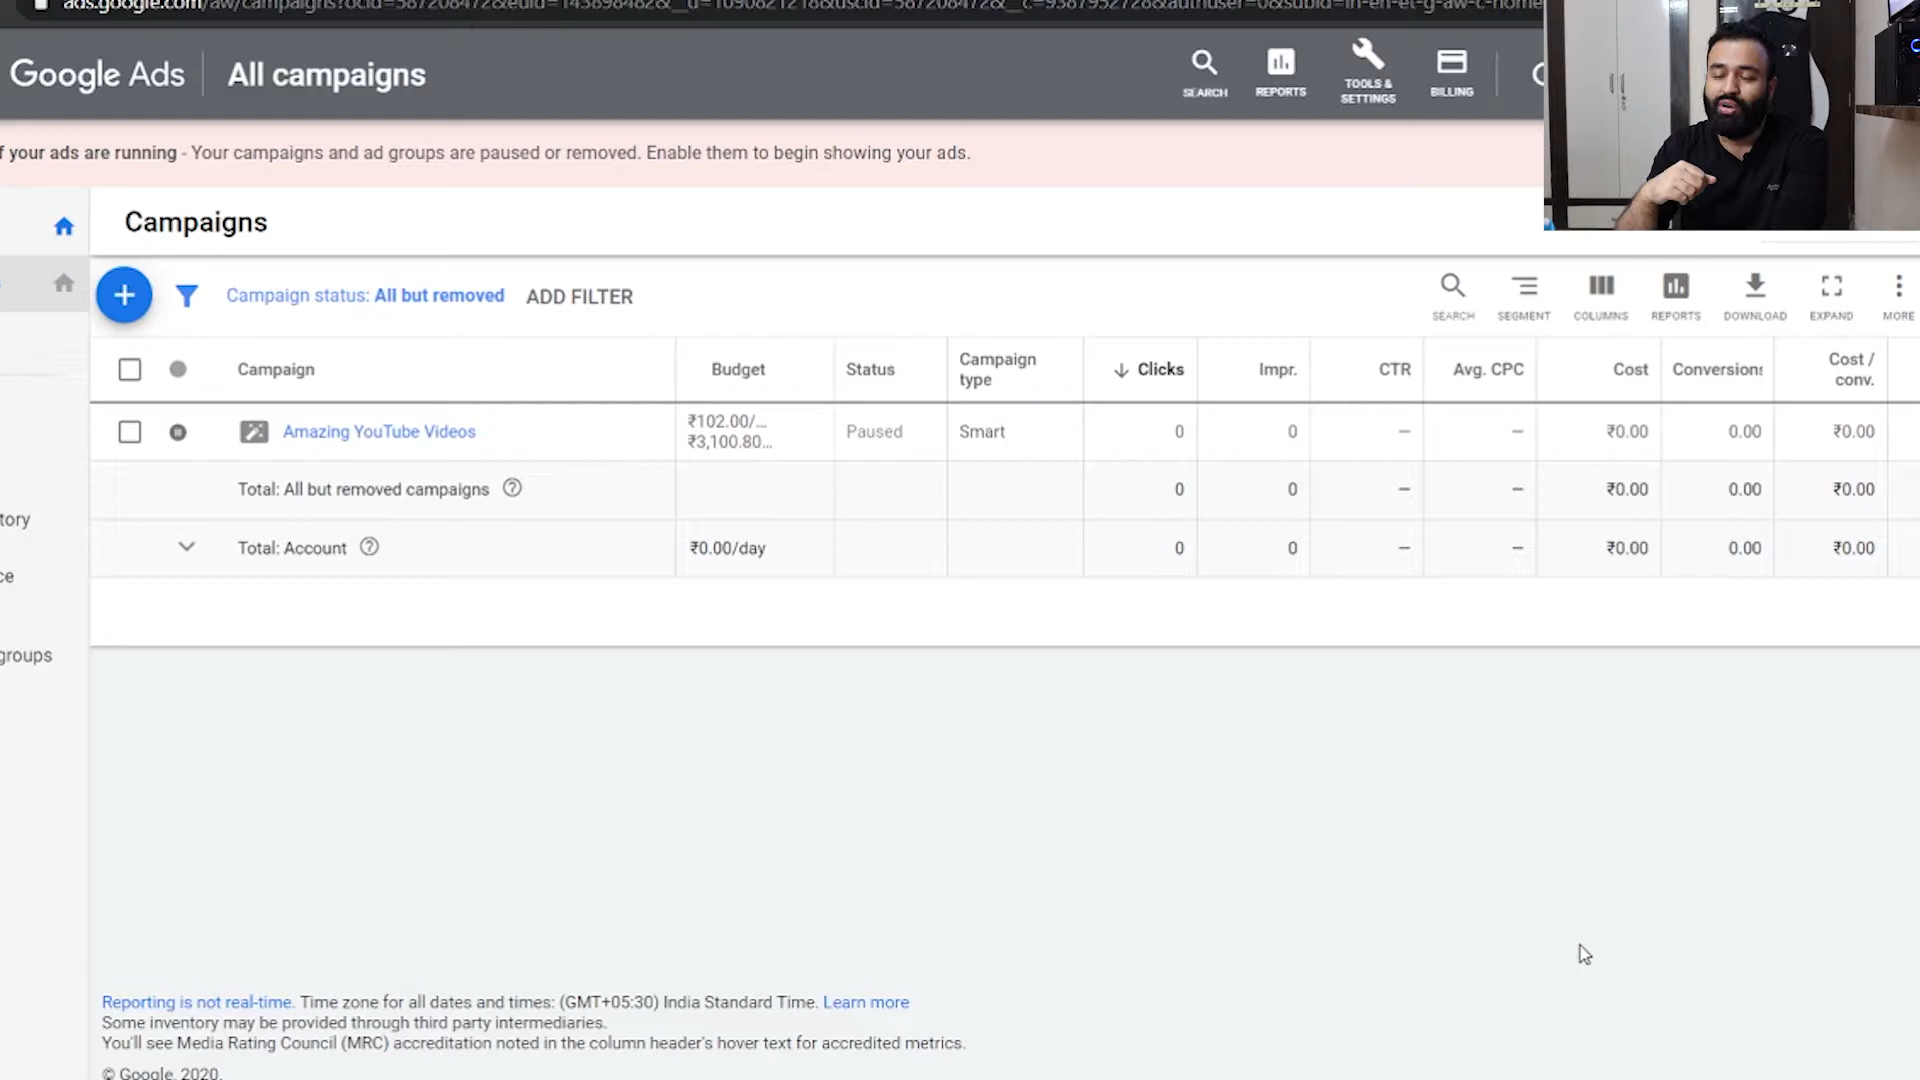 ads.google.com/aw/campaigns?ocid=587208472&euid=143898482&__u=1090821218&uscid=587208472&__c=9387952728&authuser=0&subid=in-en-et-g-aw-c-home
Google Ads All campaigns
SEARCH REPORTS TOOLS & SETTINGS BILLING
f your ads are running - Your campaigns and ad groups are paused or removed. Enable them to begin showing your ads.
Campaigns
Campaign status: All but removed ADD FILTER
SEARCH SEGMENT COLUMNS REPORTS DOWNLOAD EXPAND MORE
Campaign Budget Status Campaign type Clicks Impr. CTR Avg. CPC Cost Conversions Cost / conv.
Amazing YouTube Videos ₹102.00/… ₹3,100.80… Paused Smart 0 0 – – ₹0.00 0.00 ₹0.00
Total: All but removed campaigns 0 0 – – ₹0.00 0.00 ₹0.00
tory
Total: Account ₹0.00/day 0 0 – – ₹0.00 0.00 ₹0.00
ce
groups
Reporting is not real-time. Time zone for all dates and times: (GMT+05:30) India Standard Time. Learn more
Some inventory may be provided through third party intermediaries.
You'll see Media Rating Council (MRC) accreditation noted in the column header's hover text for accredited metrics.
© Google, 2020.